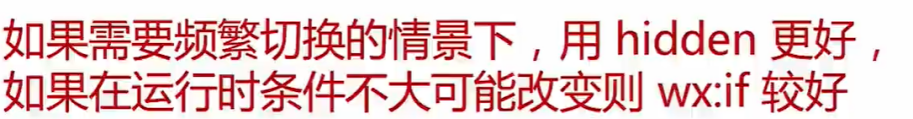 如果需要频繁切换的情景下，用 hidden 更好，
如果在运行时条件不大可能改变则 wx:if 较好